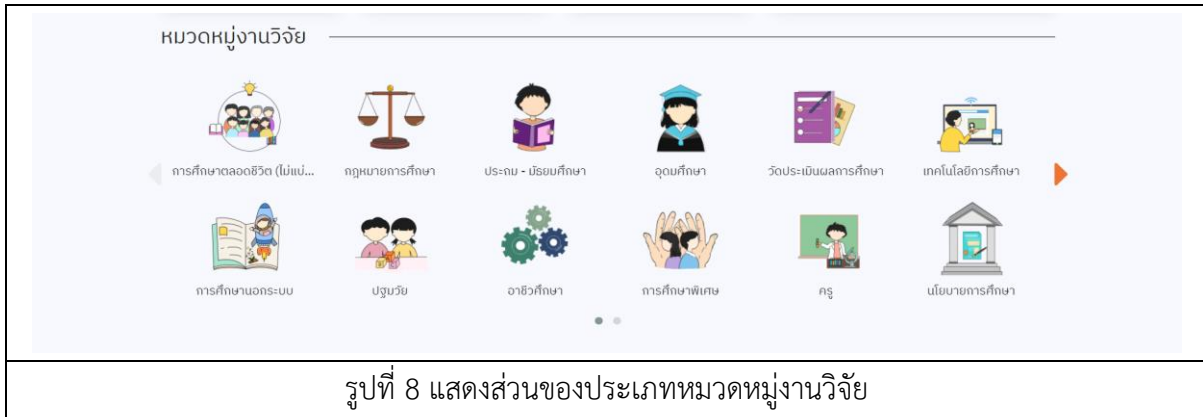 หมวดหมู่งานวิจัย
การศึกษาตลอดชีวิต (ไม่แบ่...
กฎหมายการศึกษา
ประถม - มัธยมศึกษา
อุดมศึกษา
วัดประเมินผลการศึกษา
เทคโนโลยีการศึกษา
การศึกษานอกระบบ
ปฐมวัย
อาชีวศึกษา
การศึกษาพิเศษ
ครู
นโยบายการศึกษา
รูปที่ 8 แสดงส่วนของประเภทหมวดหมู่งานวิจัย